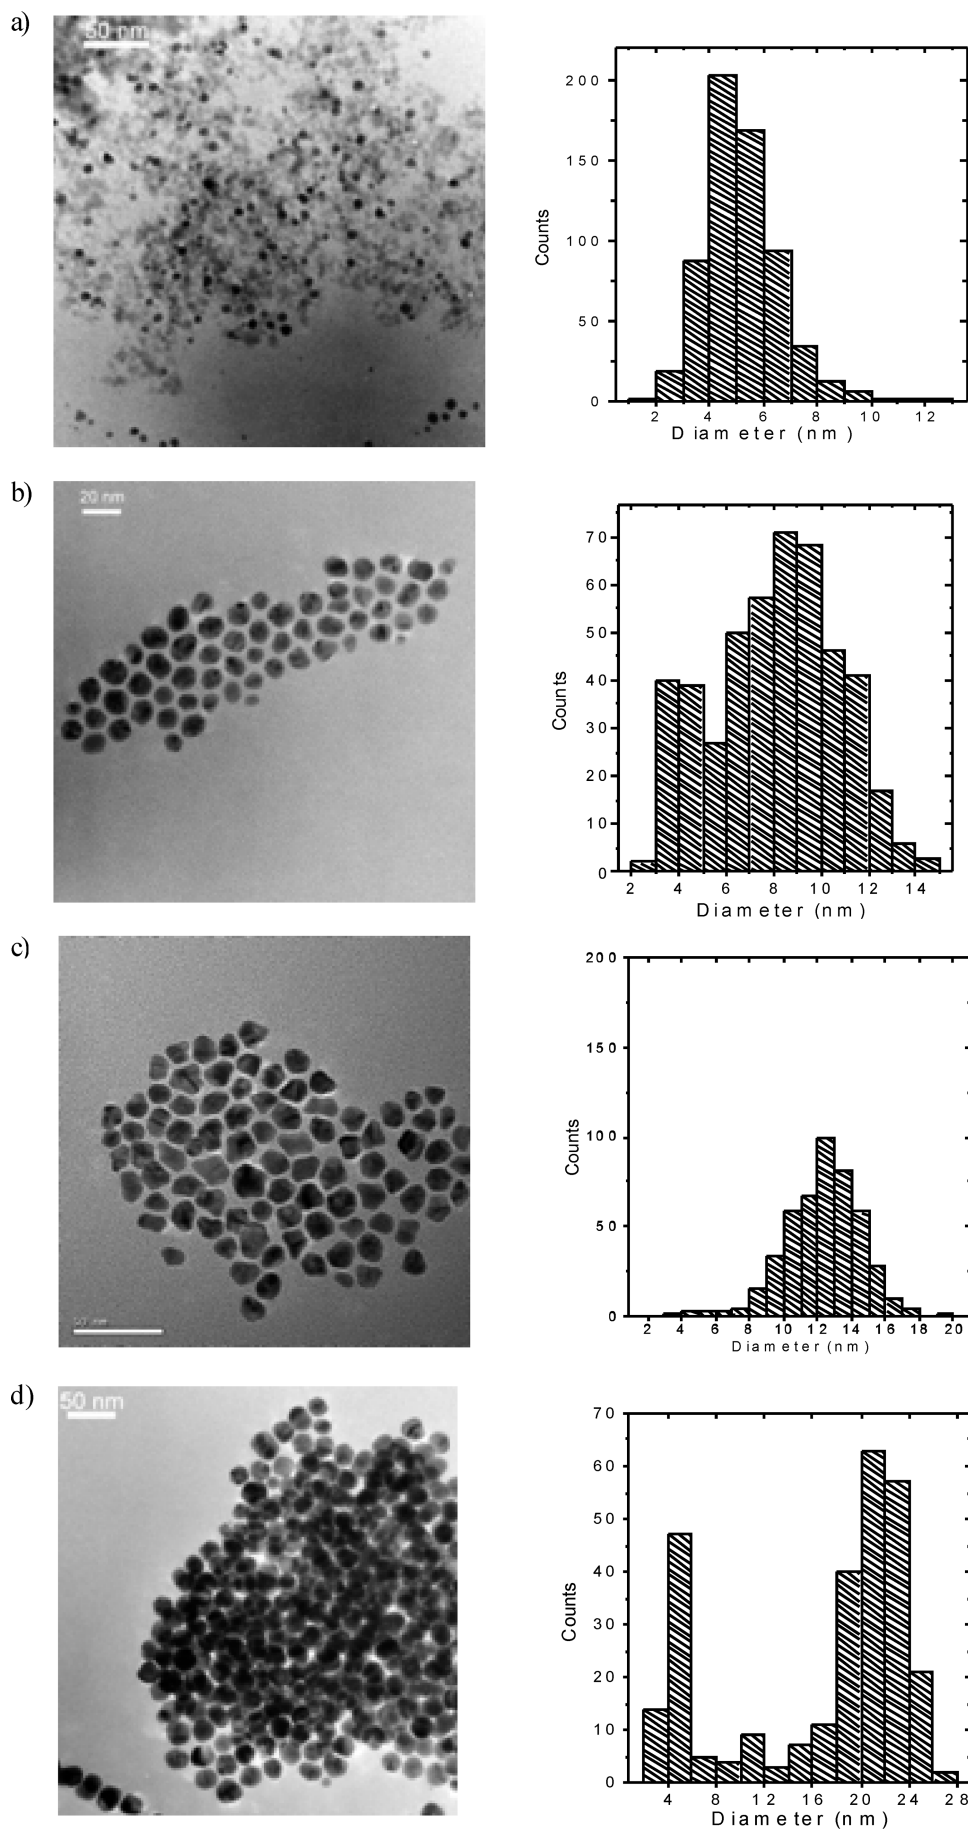 a)
50 nm
200
150
100
50
0
Counts
2 4 6 8 10 12
Diameter (nm)
b)
20 nm
70
60
50
40
30
20
10
0
Counts
2 4 6 8 10 12 14
Diameter (nm)
c)
50 nm
200
150
100
50
0
Counts
2 4 6 8 10 12 14 16 18 20
Diameter (nm)
d)
50 nm
70
60
50
40
30
20
10
0
Counts
4 8 12 16 20 24 28
Diameter (nm)